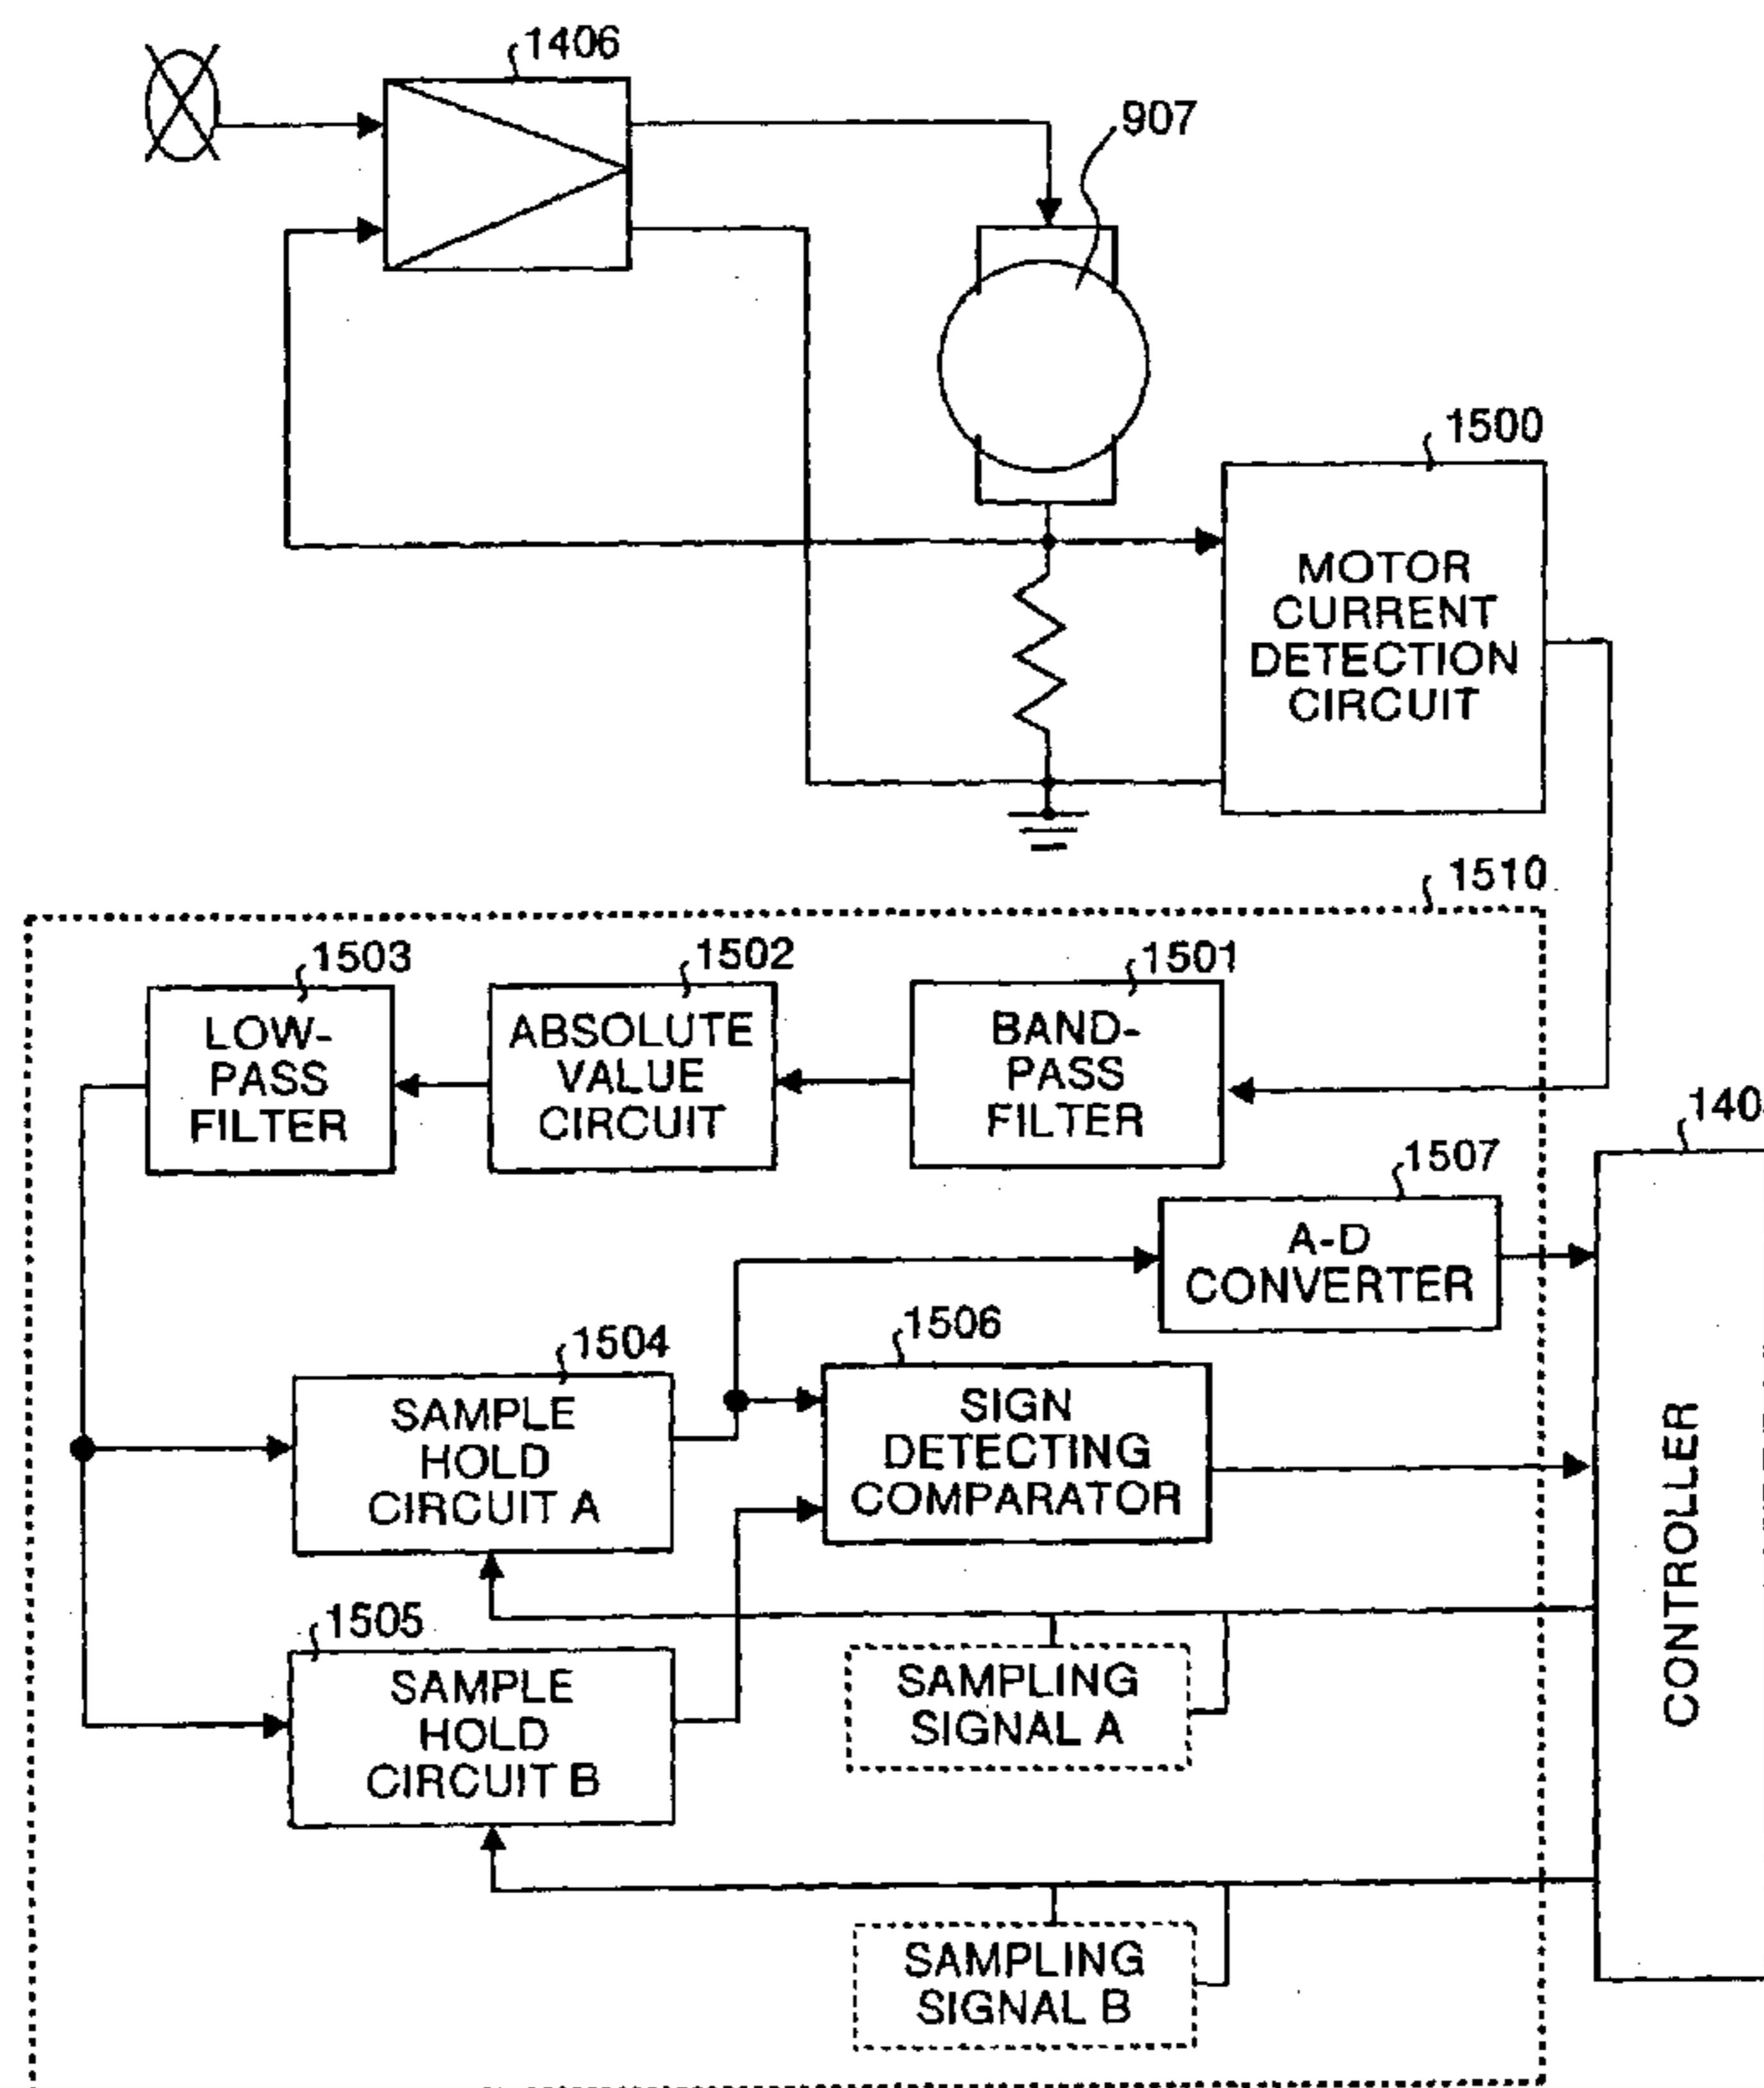 1406
907
1500
MOTOR
CURRENT
DETECTION
CIRCUIT
1510
1503
LOW-
PASS
FILTER
1502
ABSOLUTE
VALUE
CIRCUIT
1501
BAND-
PASS
FILTER
140
1507
A-D
CONVERTER
1504
SAMPLE
HOLD
CIRCUIT A
1506
SIGN
DETECTING
COMPARATOR
CONTROLLER
1505
SAMPLE
HOLD
CIRCUIT B
SAMPLING
SIGNAL A
SAMPLING
SIGNAL B